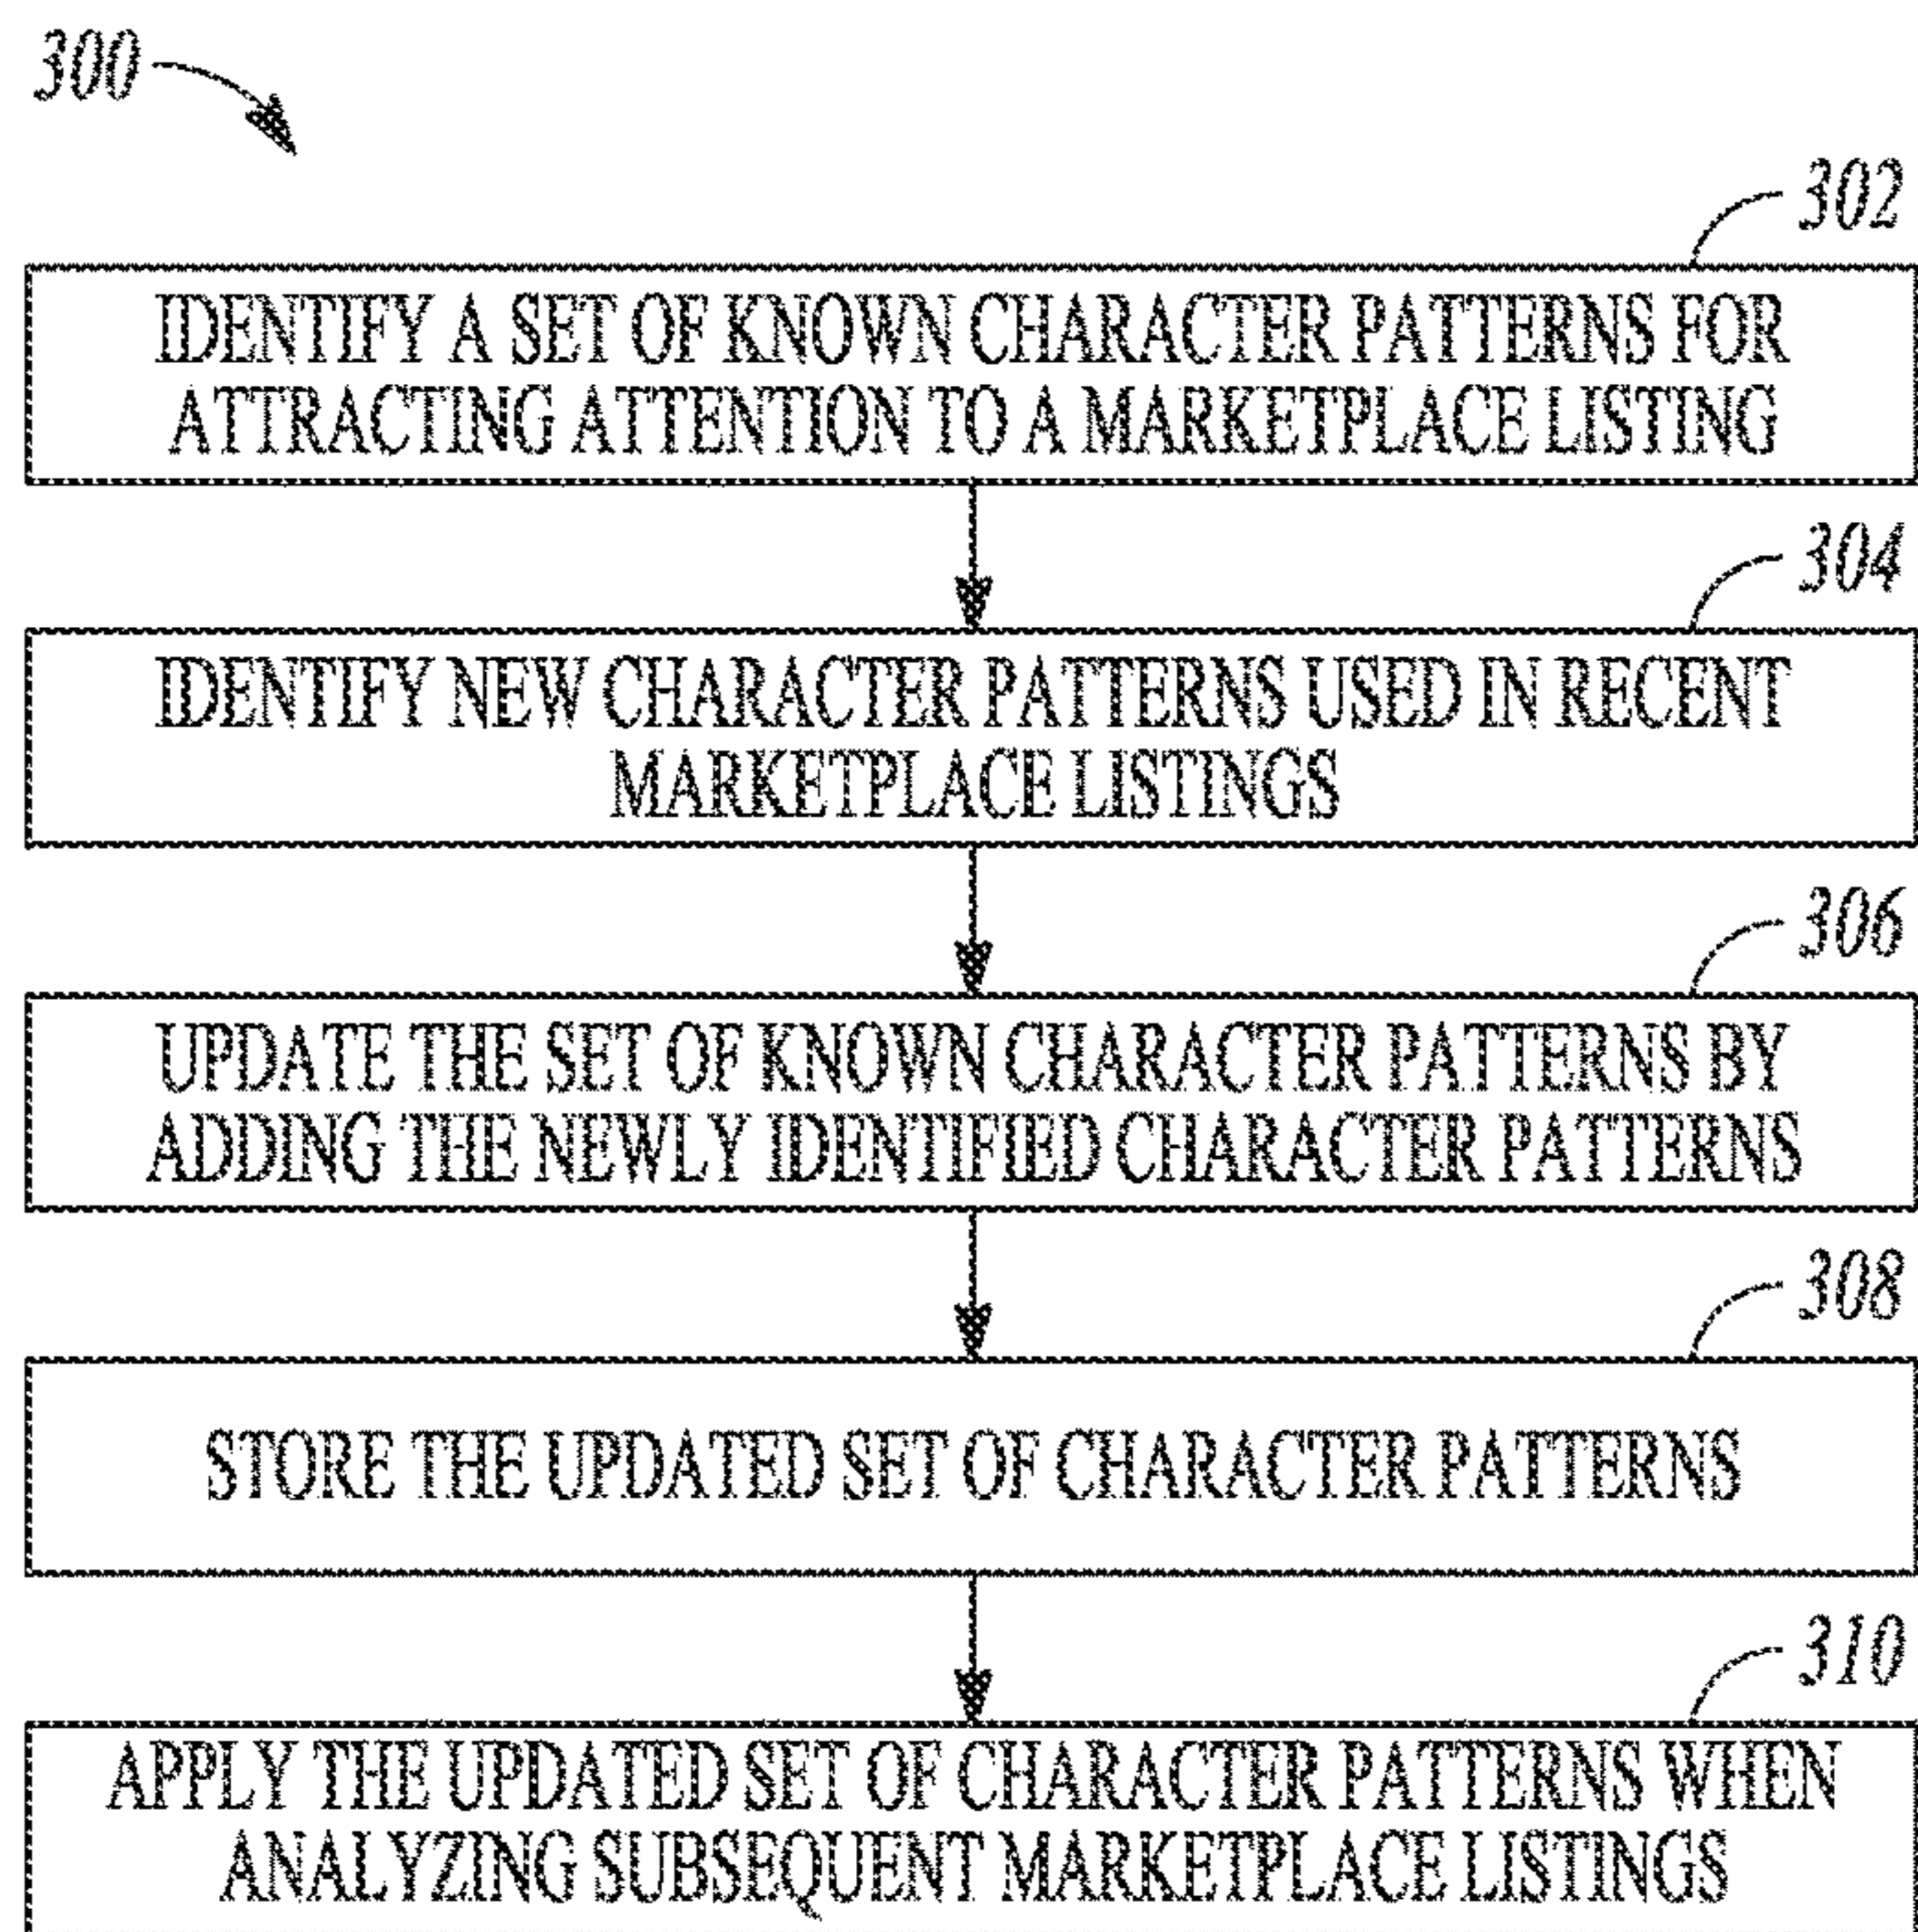 300
302
IDENTIFY A SET OF KNOWN CHARACTER PATTERNS FOR
ATTRACTING ATTENTION TO A MARKETPLACE LISTING
304
IDENTIFY NEW CHARACTER PATTERNS USED IN RECENT
MARKETPLACE LISTINGS
306
UPDATE THE SET OF KNOWN CHARACTER PATTERNS BY
ADDING THE NEWLY IDENTIFIED CHARACTER PATTERNS
308
STORE THE UPDATED SET OF CHARACTER PATTERNS
310
APPLY THE UPDATED SET OF CHARACTER PATTERNS WHEN
ANALYZING SUBSEQUENT MARKETPLACE LISTINGS